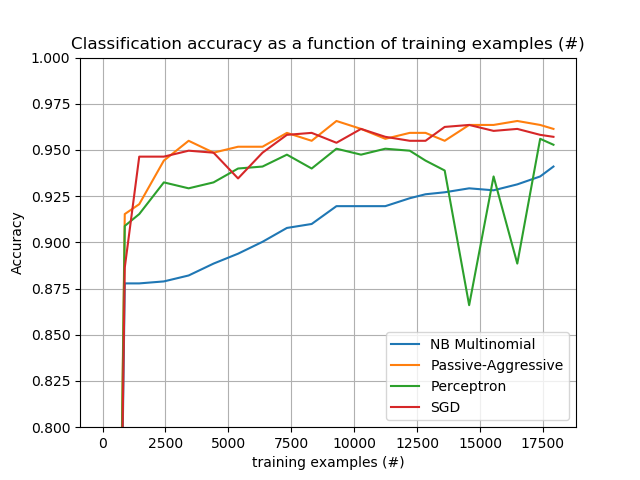 Classification accuracy as a function of training examples (#)
1.000
0.975
0.950
0.925
0.900
0.875
0.850
0.825
0.800
Accuracy
NB Multinomial
Passive-Aggressive
Perceptron
SGD
0 2500 5000 7500 10000 12500 15000 17500
training examples (#)